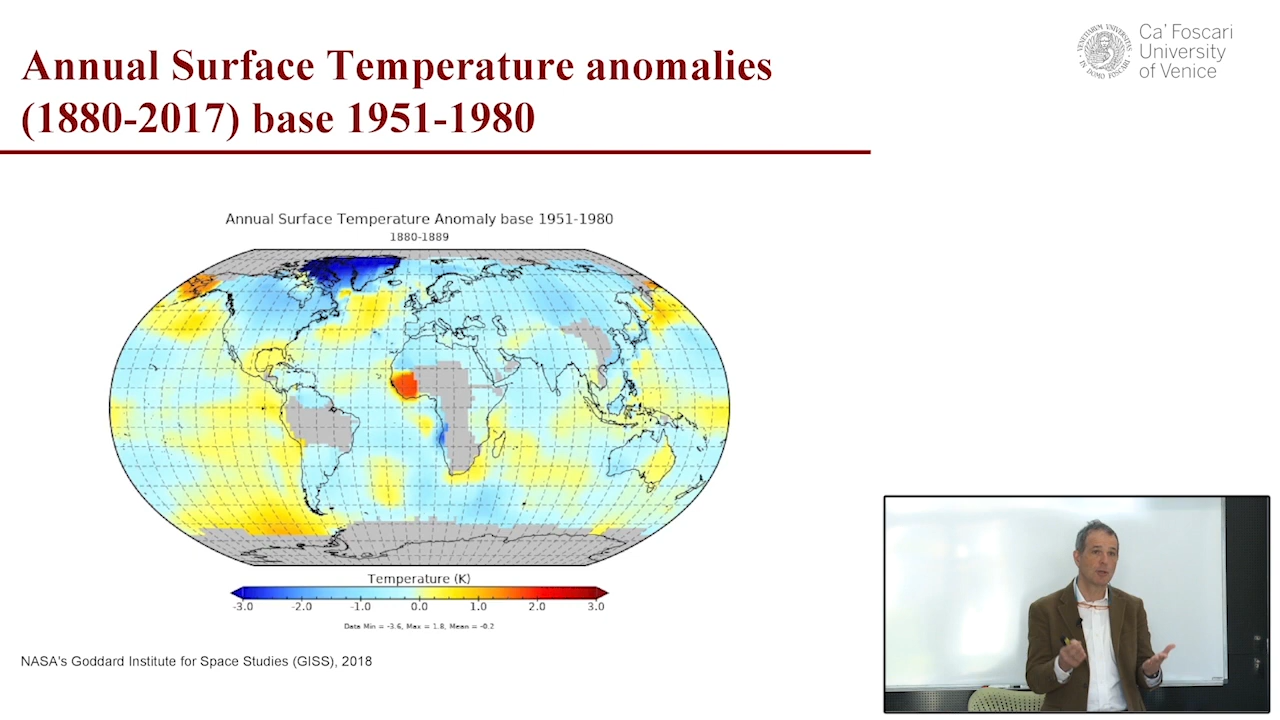 Annual Surface Temperature anomalies
(1880-2017) base 1951-1980
Ca' Foscari
University
of Venice
Annual Surface Temperature Anomaly base 1951-1980
1880-1889
Temperature (K)
-3.0 -2.0 -1.0 0.0 1.0 2.0 3.0
Data Min = -3.6, Max = 1.8, Mean = -0.2
NASA's Goddard Institute for Space Studies (GISS), 2018